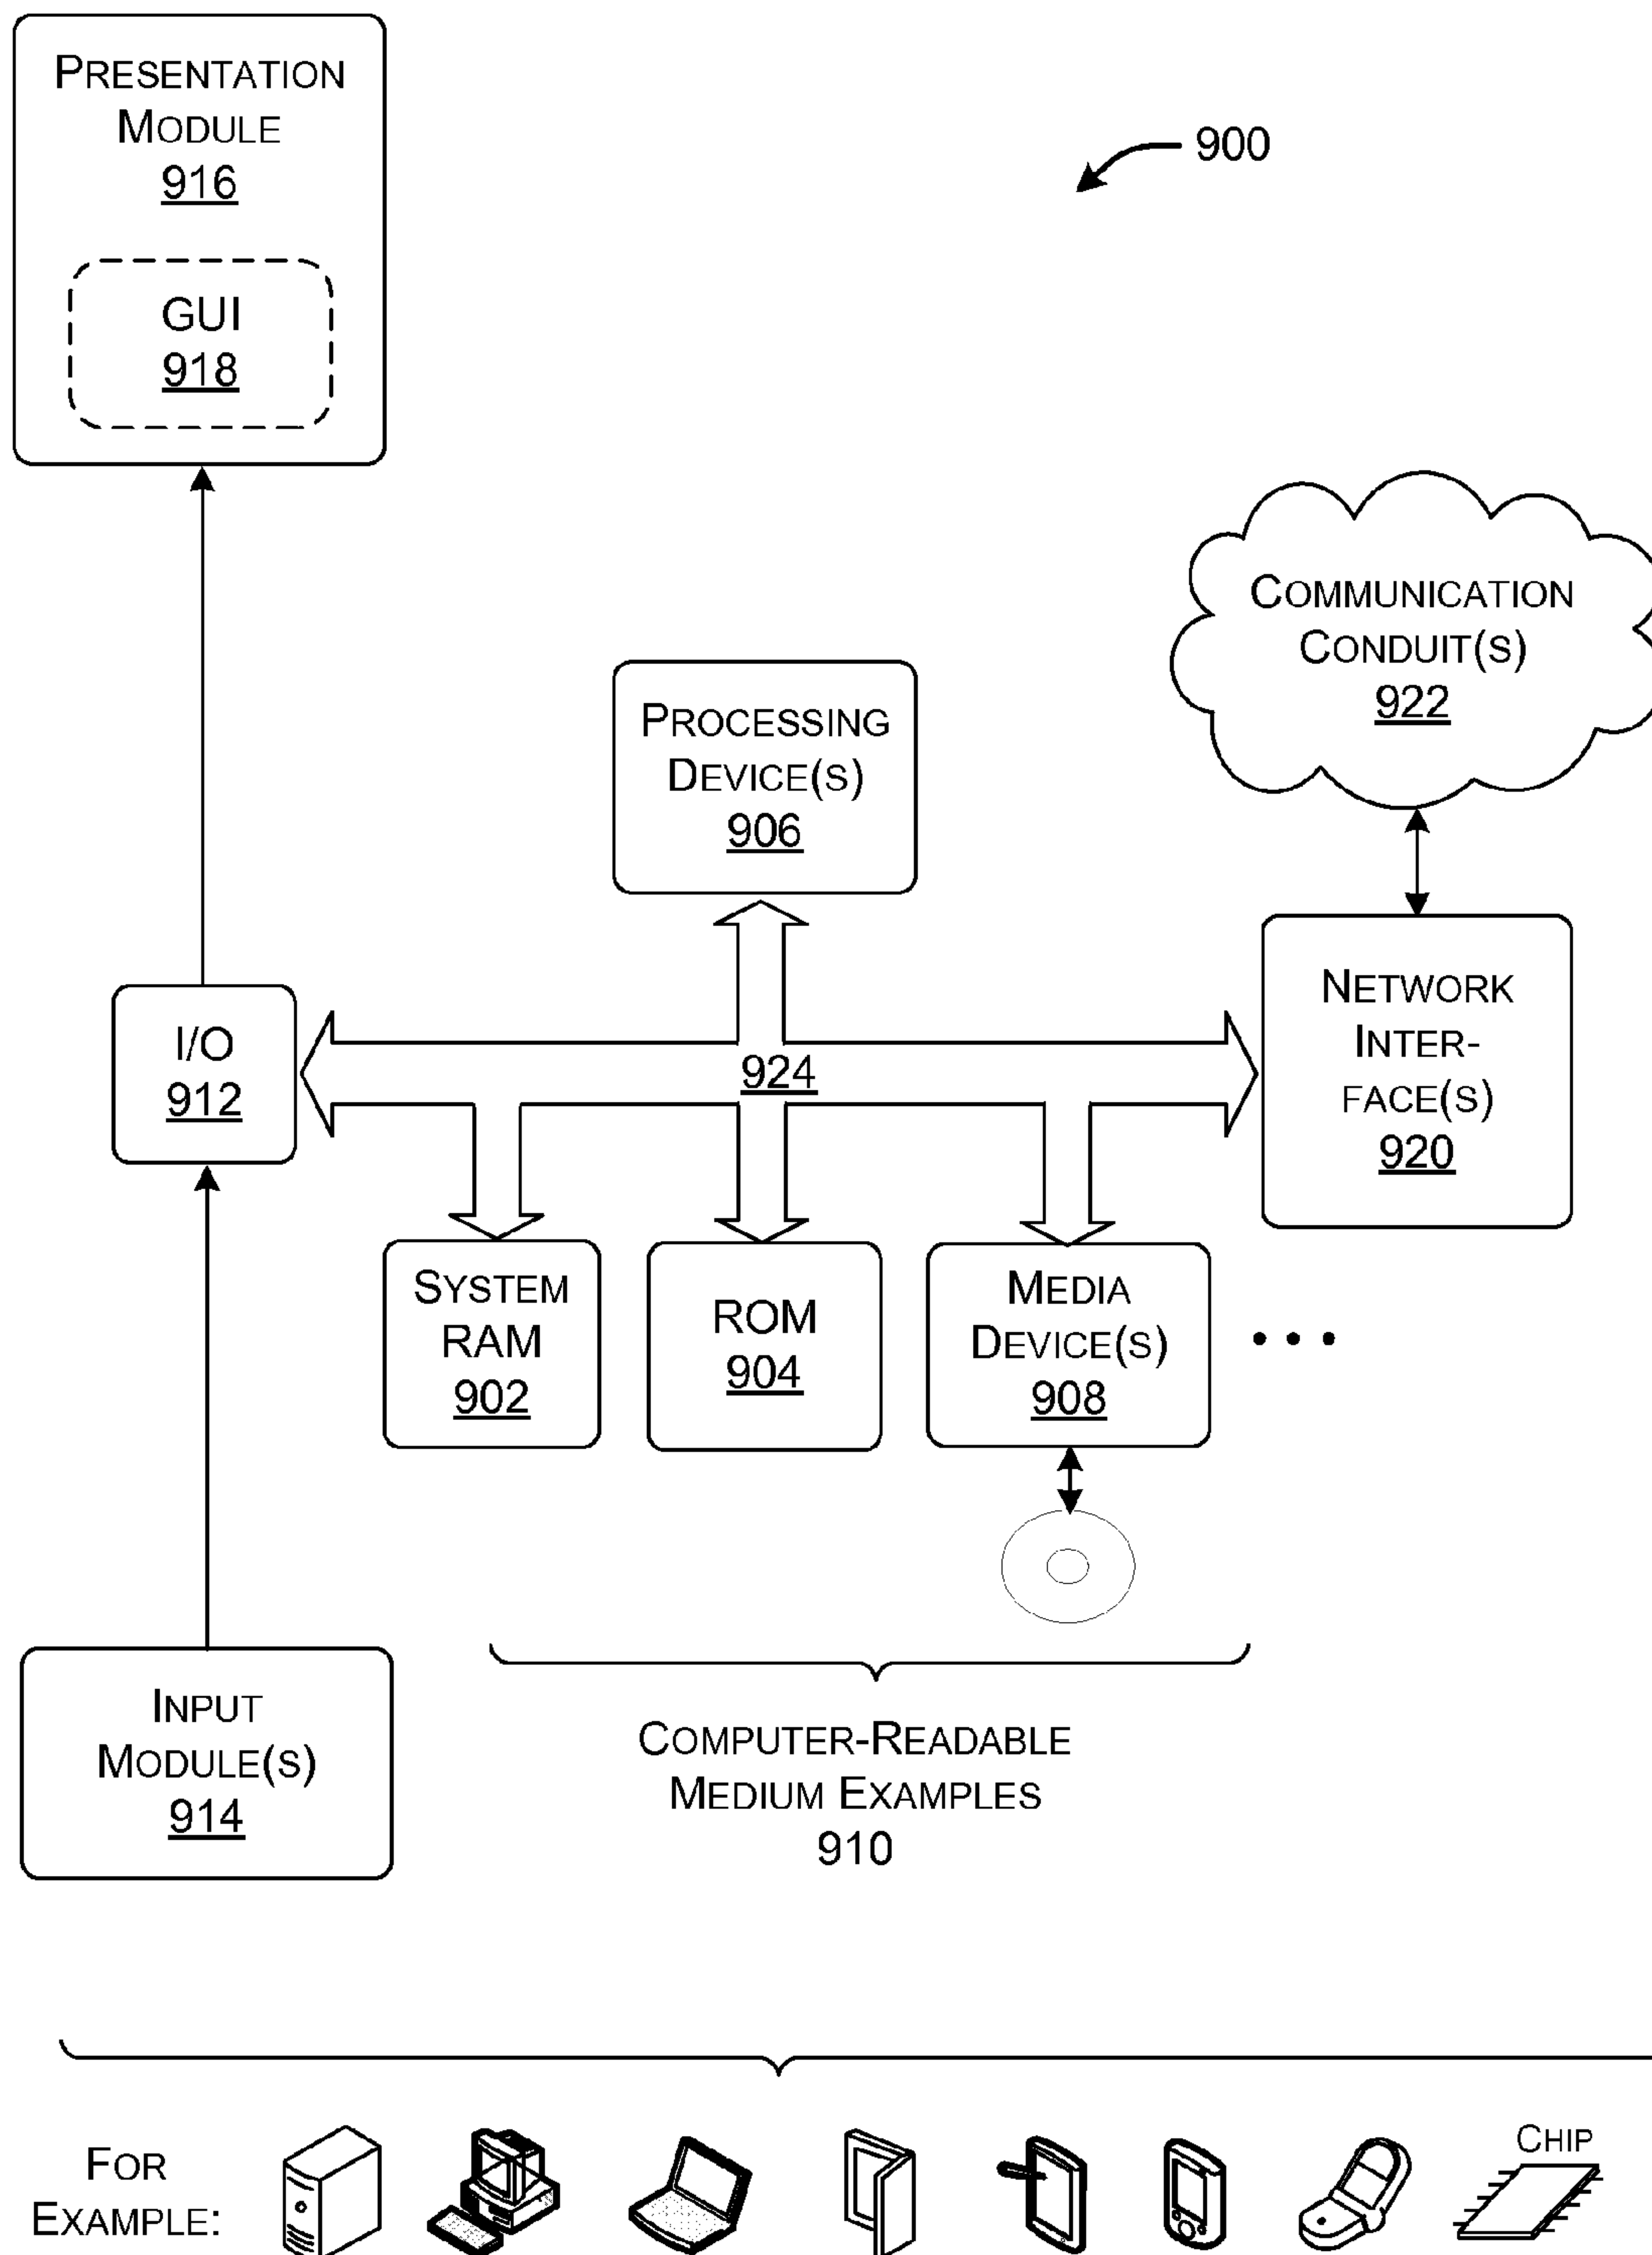 PRESENTATION
MODULE
916
GUI
918
900
COMMUNICATION
CONDUIT(S)
922
PROCESSING
DEVICE(S)
906
NETWORK
INTER-
FACE(S)
920
I/O
912
924
SYSTEM
RAM
902
ROM
904
MEDIA
DEVICE(S)
908
• • •
INPUT
MODULE(S)
914
COMPUTER-READABLE
MEDIUM EXAMPLES
910
FOR
EXAMPLE:
CHIP